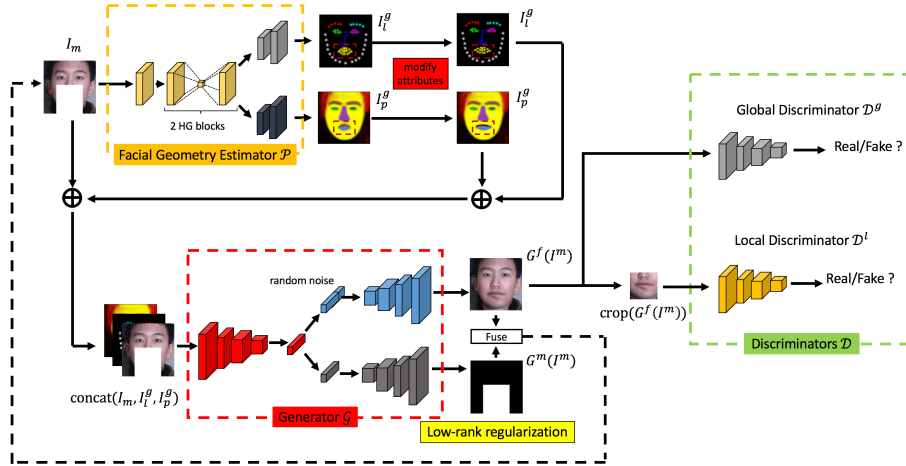 I_m
I_l^g
I_l^g
modify
attributes
I_p^g
I_p^g
2 HG blocks
Facial Geometry Estimator 𝒫
Global Discriminator 𝒟^g
Real/Fake ?
Local Discriminator 𝒟^l
Real/Fake ?
random noise
G^f(I^m)
crop(G^f(I^m))
Fuse
G^m(I^m)
Discriminators 𝒟
concat(I_m, I_l^g, I_p^g)
Generator 𝒢
Low-rank regularization